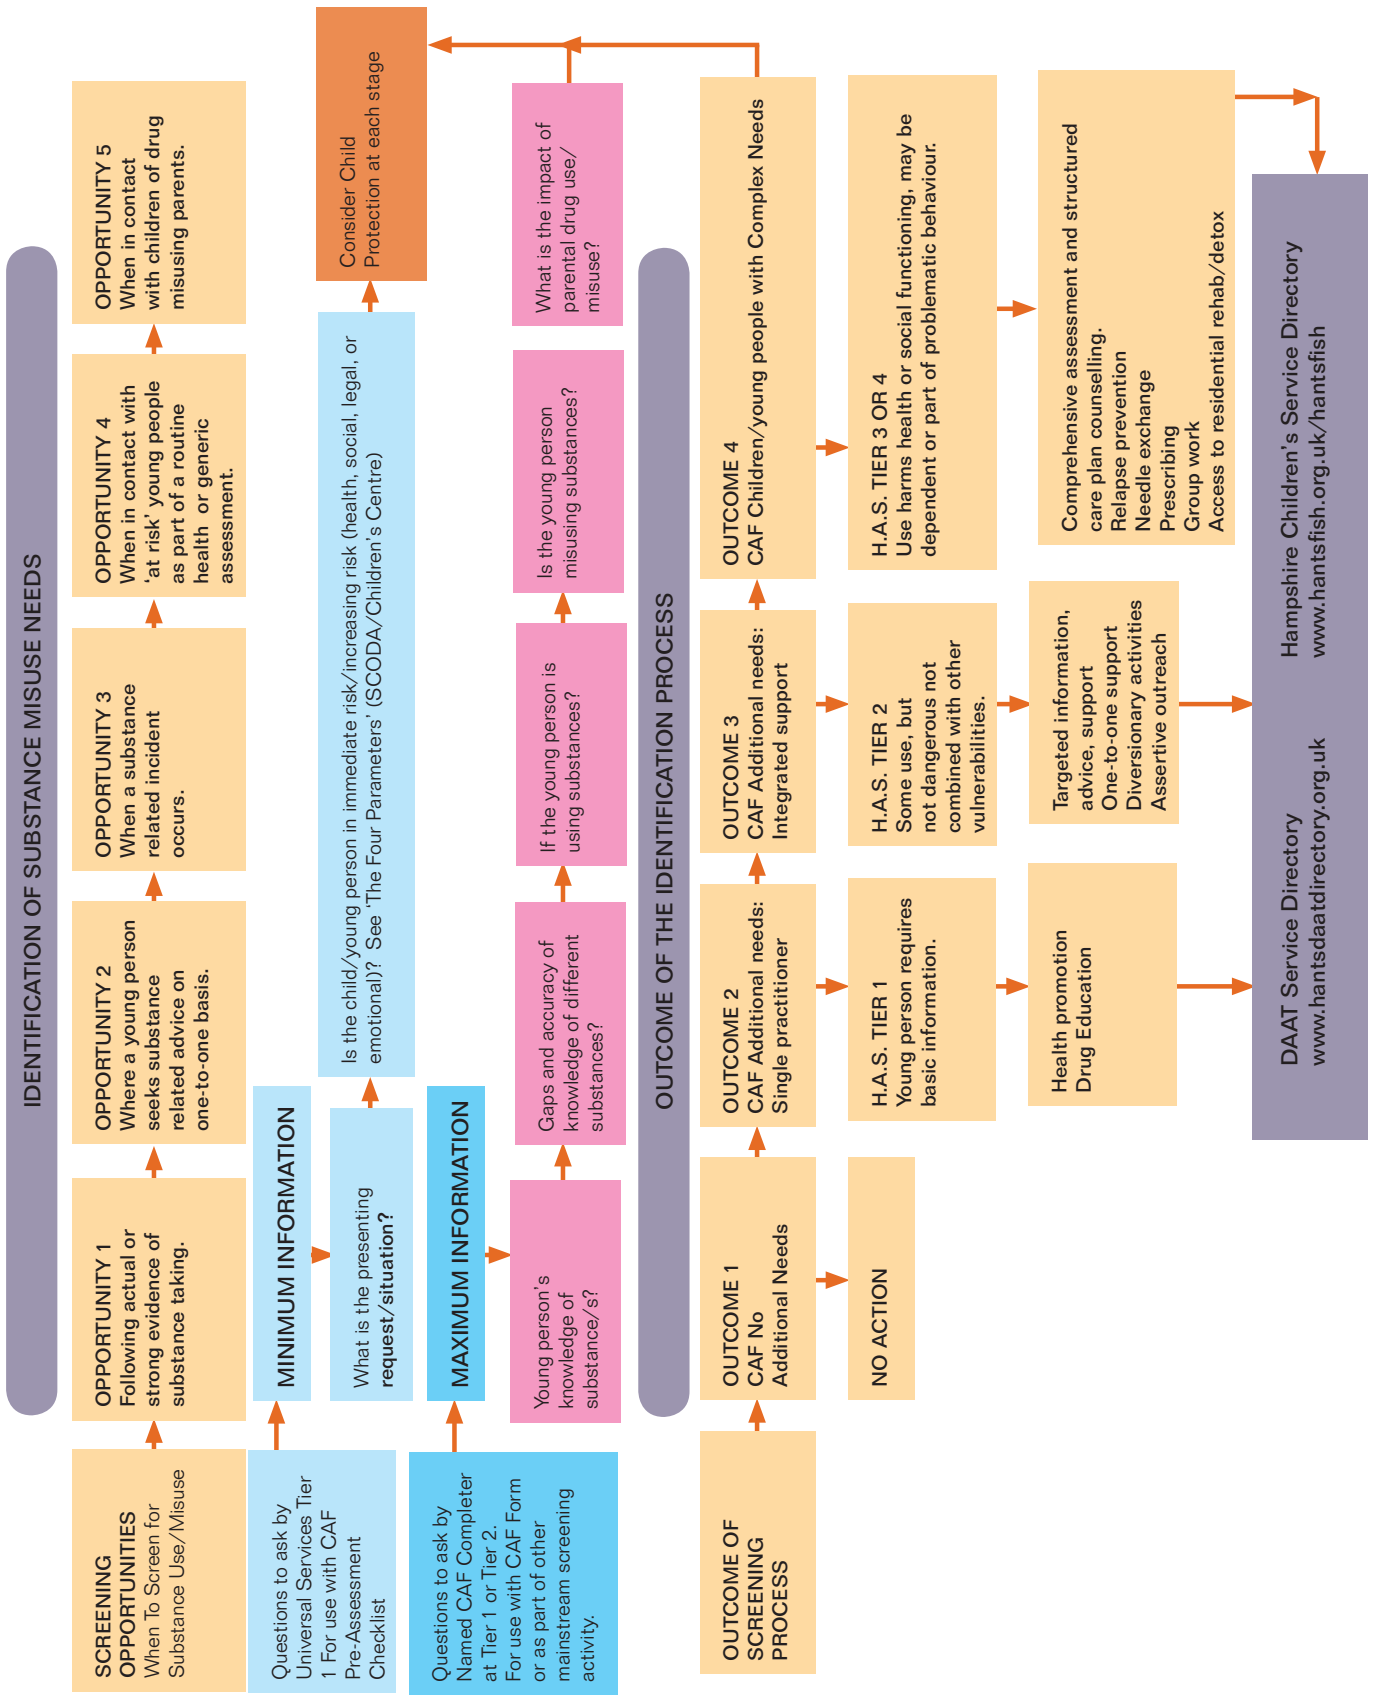 IDENTIFICATION OF SUBSTANCE MISUSE NEEDS
SCREENING
OPPORTUNITIES
When To Screen for
Substance Use/Misuse
OPPORTUNITY 1
Following actual or
strong evidence of
substance taking.
OPPORTUNITY 2
Where a young person
seeks substance
related advice on
one-to-one basis.
OPPORTUNITY 3
When a substance
related incident
occurs.
OPPORTUNITY 4
When in contact with
‘at risk’ young people
as part of a routine
health or generic
assessment.
OPPORTUNITY 5
When in contact
with children of drug
misusing parents.
Questions to ask by
Universal Services Tier
1 For use with CAF
Pre-Assessment
Checklist
MINIMUM INFORMATION
What is the presenting
request/situation?
Is the child/young person in immediate risk/increasing risk (health, social, legal, or
emotional)? See ‘The Four Parameters’ (SCODA/Children’s Centre)
Consider Child
Protection at each stage
Questions to ask by
Named CAF Completer
at Tier 1 or Tier 2.
For use with CAF Form
or as part of other
mainstream screening
activity.
MAXIMUM INFORMATION
Young person’s
knowledge of
substance/s?
Gaps and accuracy of
knowledge of different
substances?
If the young person is
using substances?
Is the young person
misusing substances?
What is the impact of
parental drug use/
misuse?
OUTCOME OF THE IDENTIFICATION PROCESS
OUTCOME OF
SCREENING
PROCESS
OUTCOME 1
CAF No
Additional Needs
OUTCOME 2
CAF Additional needs:
Single practitioner
OUTCOME 3
CAF Additional needs:
Integrated support
OUTCOME 4
CAF Children/young people with Complex Needs
NO ACTION
H.A.S. TIER 1
Young person requires
basic information.
H.A.S. TIER 2
Some use, but
not dangerous not
combined with other
vulnerabilities.
H.A.S. TIER 3 OR 4
Use harms health or social functioning, may be
dependent or part of problematic behaviour.
Health promotion
Drug Education
Targeted information,
advice, support
One-to-one support
Diversionary activities
Assertive outreach
Comprehensive assessment and structured
care plan counselling.
Relapse prevention
Needle exchange
Prescribing
Group work
Access to residential rehab/detox
DAAT Service Directory
www.hantsdaatdirectory.org.uk
Hampshire Children’s Service Directory
www.hantsfish.org.uk/hantsfish